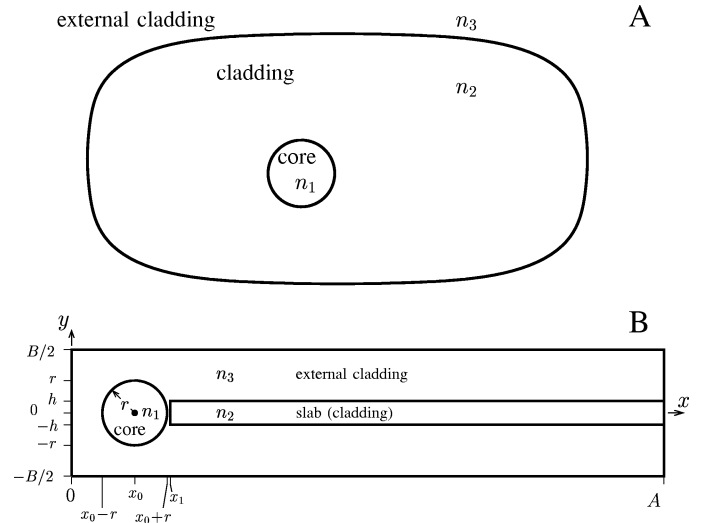 external cladding n₃ A
cladding
n₂
core
n₁
y B
B/2
n₃ external cladding
r
h
0 r n₁ n₂ slab (cladding) x
−h
core
−r
−B/2
0 x₀ x₁ A
x₀−r x₀+r